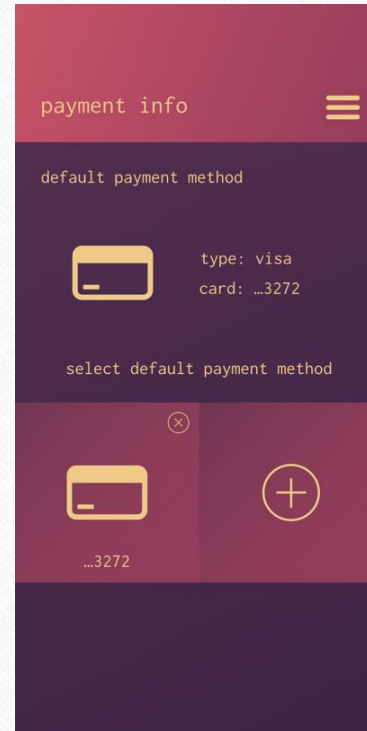 payment info
default payment method
type: visa
card: …3272
select default payment method
…3272